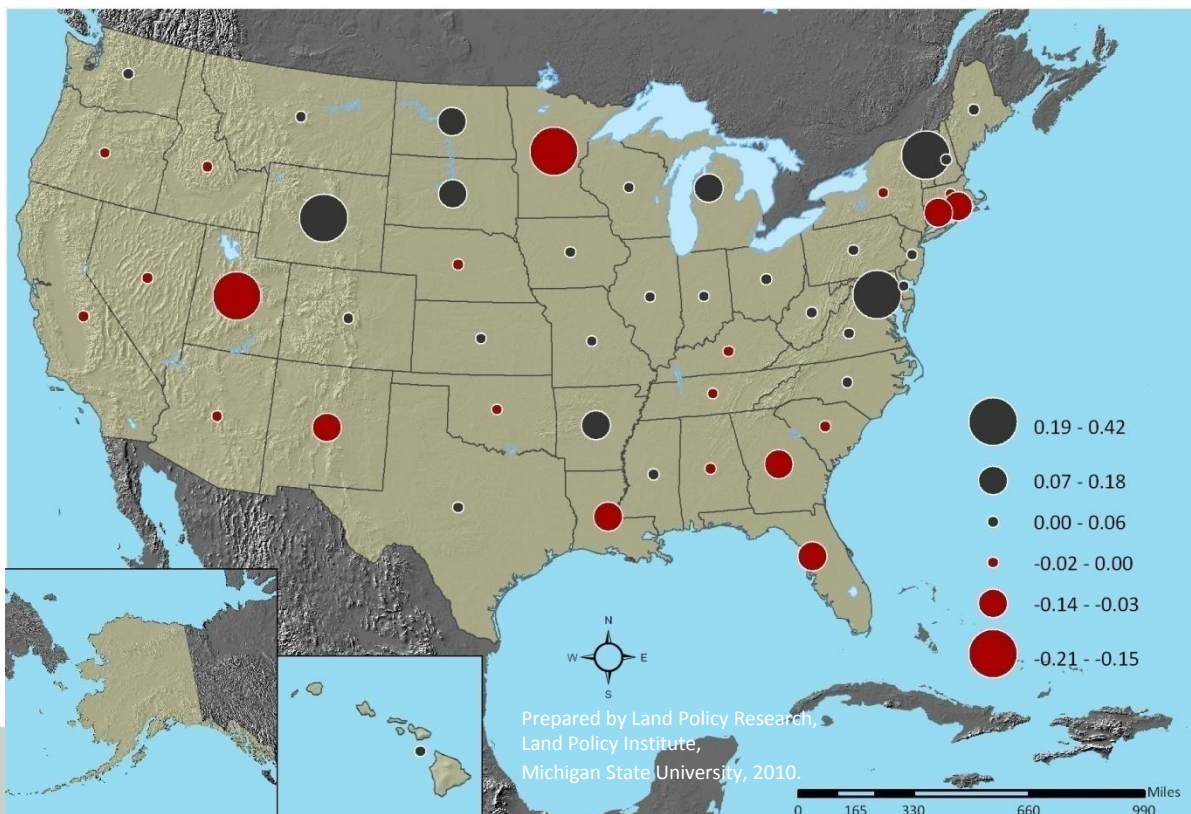 0.19 - 0.42
0.07 - 0.18
0.00 - 0.06
-0.02 - 0.00
-0.14 - -0.03
-0.21 - -0.15
N
W E
S
Prepared by Land Policy Research,
Land Policy Institute,
Michigan State University, 2010.
Miles
0 165 330 660 990